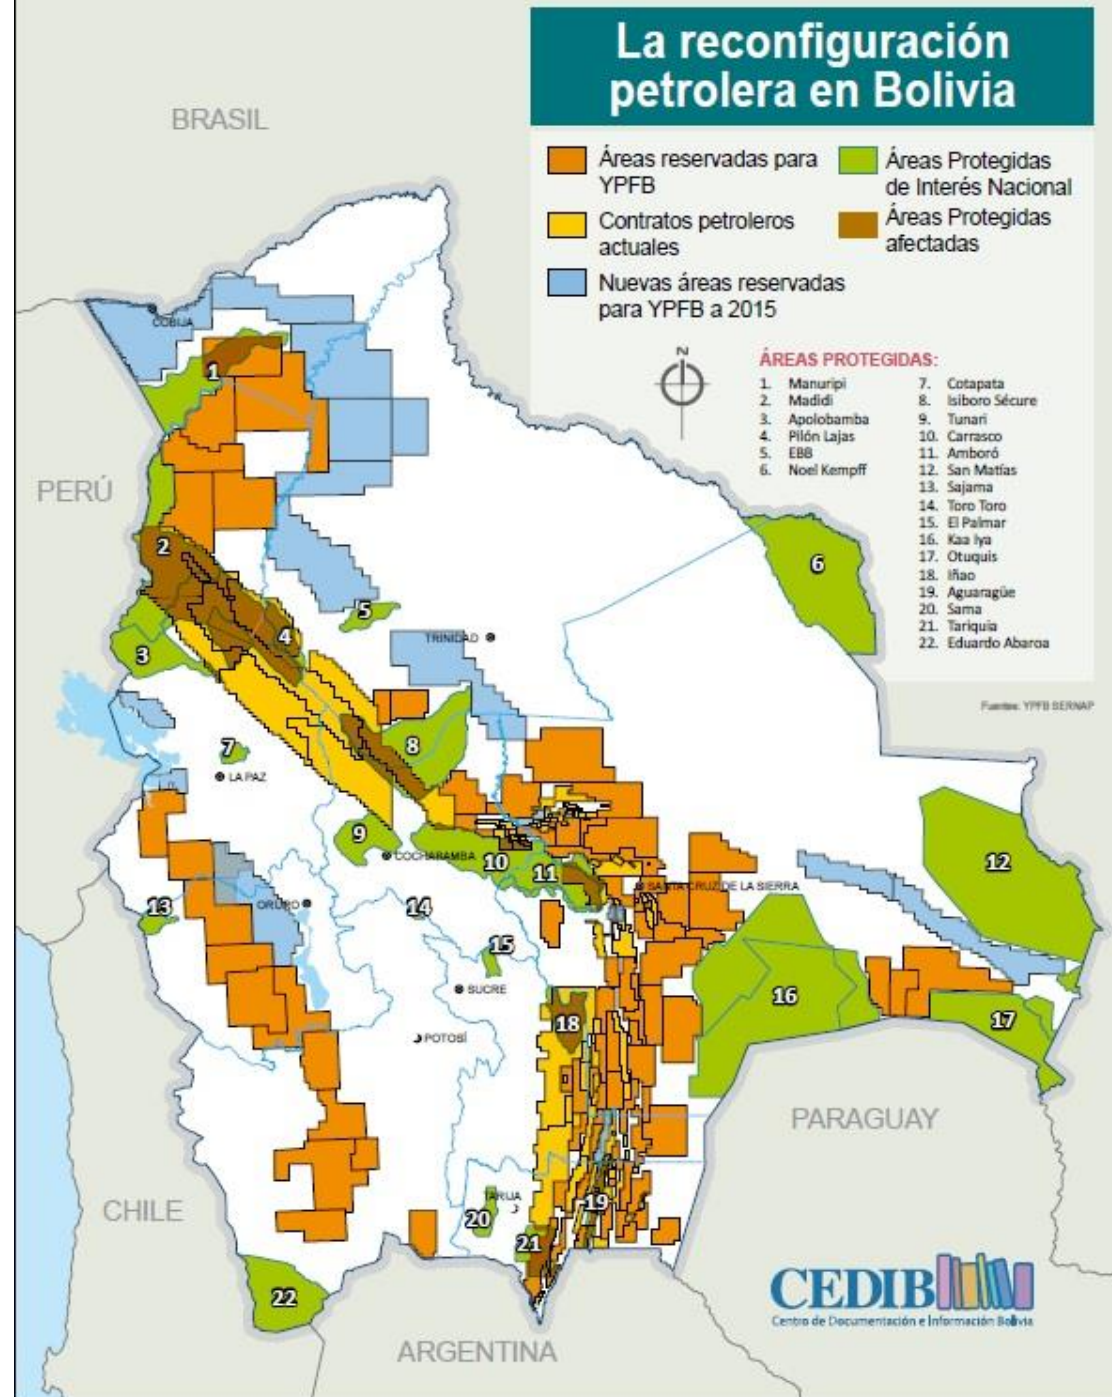 La reconfiguración
petrolera en Bolivia
Áreas reservadas para
YPFB
Contratos petroleros
actuales
Nuevas áreas reservadas
para YPFB a 2015
Áreas Protegidas
de Interés Nacional
Áreas Protegidas
afectadas
N
ÁREAS PROTEGIDAS:
1. Manuripi
2. Madidi
3. Apolobamba
4. Pilón Lajas
5. EBB
6. Noel Kempff
7. Cotapata
8. Isiboro Sécure
9. Tunari
10. Carrasco
11. Amboró
12. San Matías
13. Sajama
14. Toro Toro
15. El Palmar
16. Kaa Iya
17. Otuquis
18. Iñao
19. Aguaragüe
20. Sama
21. Tariquia
22. Eduardo Abaroa
Fuentes: YPFB SERNAP
BRASIL
COBIJA
1
PERÚ
2
6
5
4
TRINIDAD
3
7
8
LA PAZ
9
COCHABAMBA
10
11
12
SANTA CRUZ DE LA SIERRA
13
ORURO
14
15
SUCRE
16
18
17
POTOSÍ
PARAGUAY
CHILE
TARIJA
19
20
21
22
ARGENTINA
CEDIB
Centro de Documentación e Información Bolivia